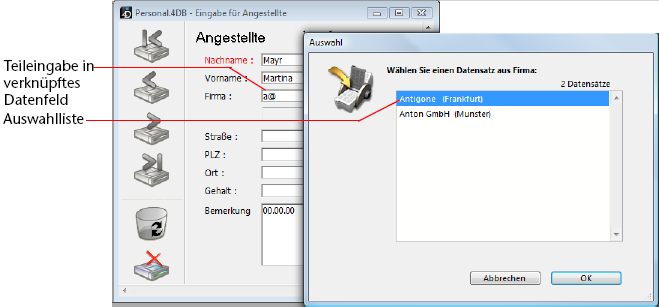 Teileingabe in
verknüpftes
Datenfeld
Auswahlliste
Personal.4DB - Eingabe für Angestellte
Angestellte
Nachname : Mayr
Vorname : Martina
Firma : a@
Straße :
PLZ :
Ort :
Gehalt :
Bemerkung 00.00.00
Auswahl
Wählen Sie einen Datensatz aus Firma:
2 Datensätze
Antigone (Frankfurt)
Anton GmbH (Münster)
Abbrechen OK